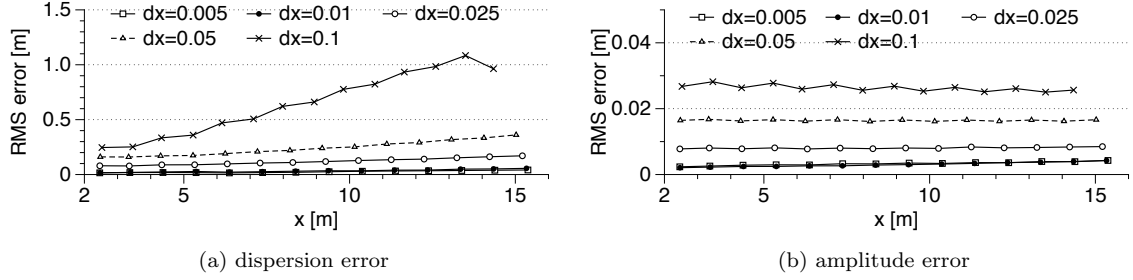 dx=0.005 dx=0.01 dx=0.025
dx=0.05 dx=0.1
RMS error [m]
1.5
1.0
0.5
0
2 5 10 15
x [m]
(a) dispersion error
dx=0.005 dx=0.01 dx=0.025
dx=0.05 dx=0.1
RMS error [m]
0.04
0.02
0
2 5 10 15
x [m]
(b) amplitude error